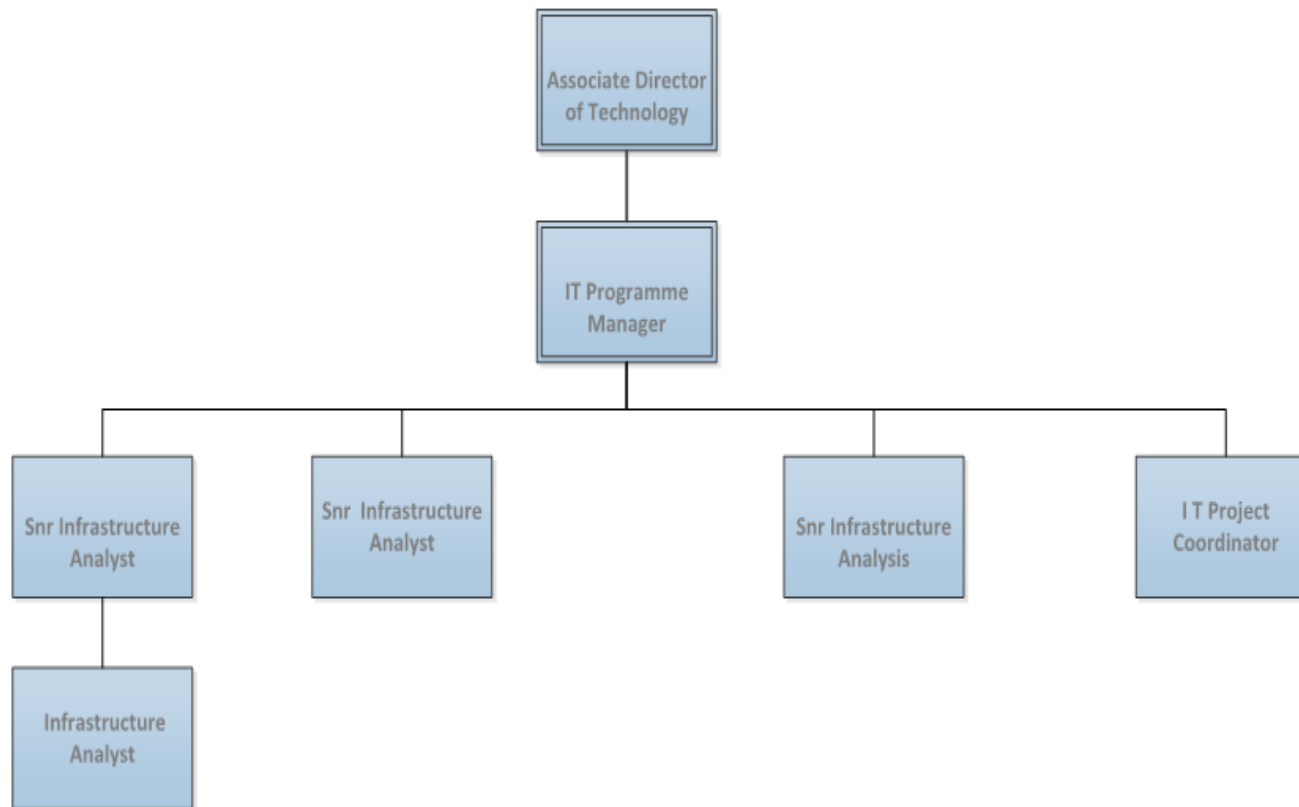 Associate Director
of Technology
IT Programme
Manager
Snr Infrastructure
Analyst
Snr  Infrastructure
Analyst
Snr Infrastructure
Analysis
I T Project
Coordinator
Infrastructure
Analyst